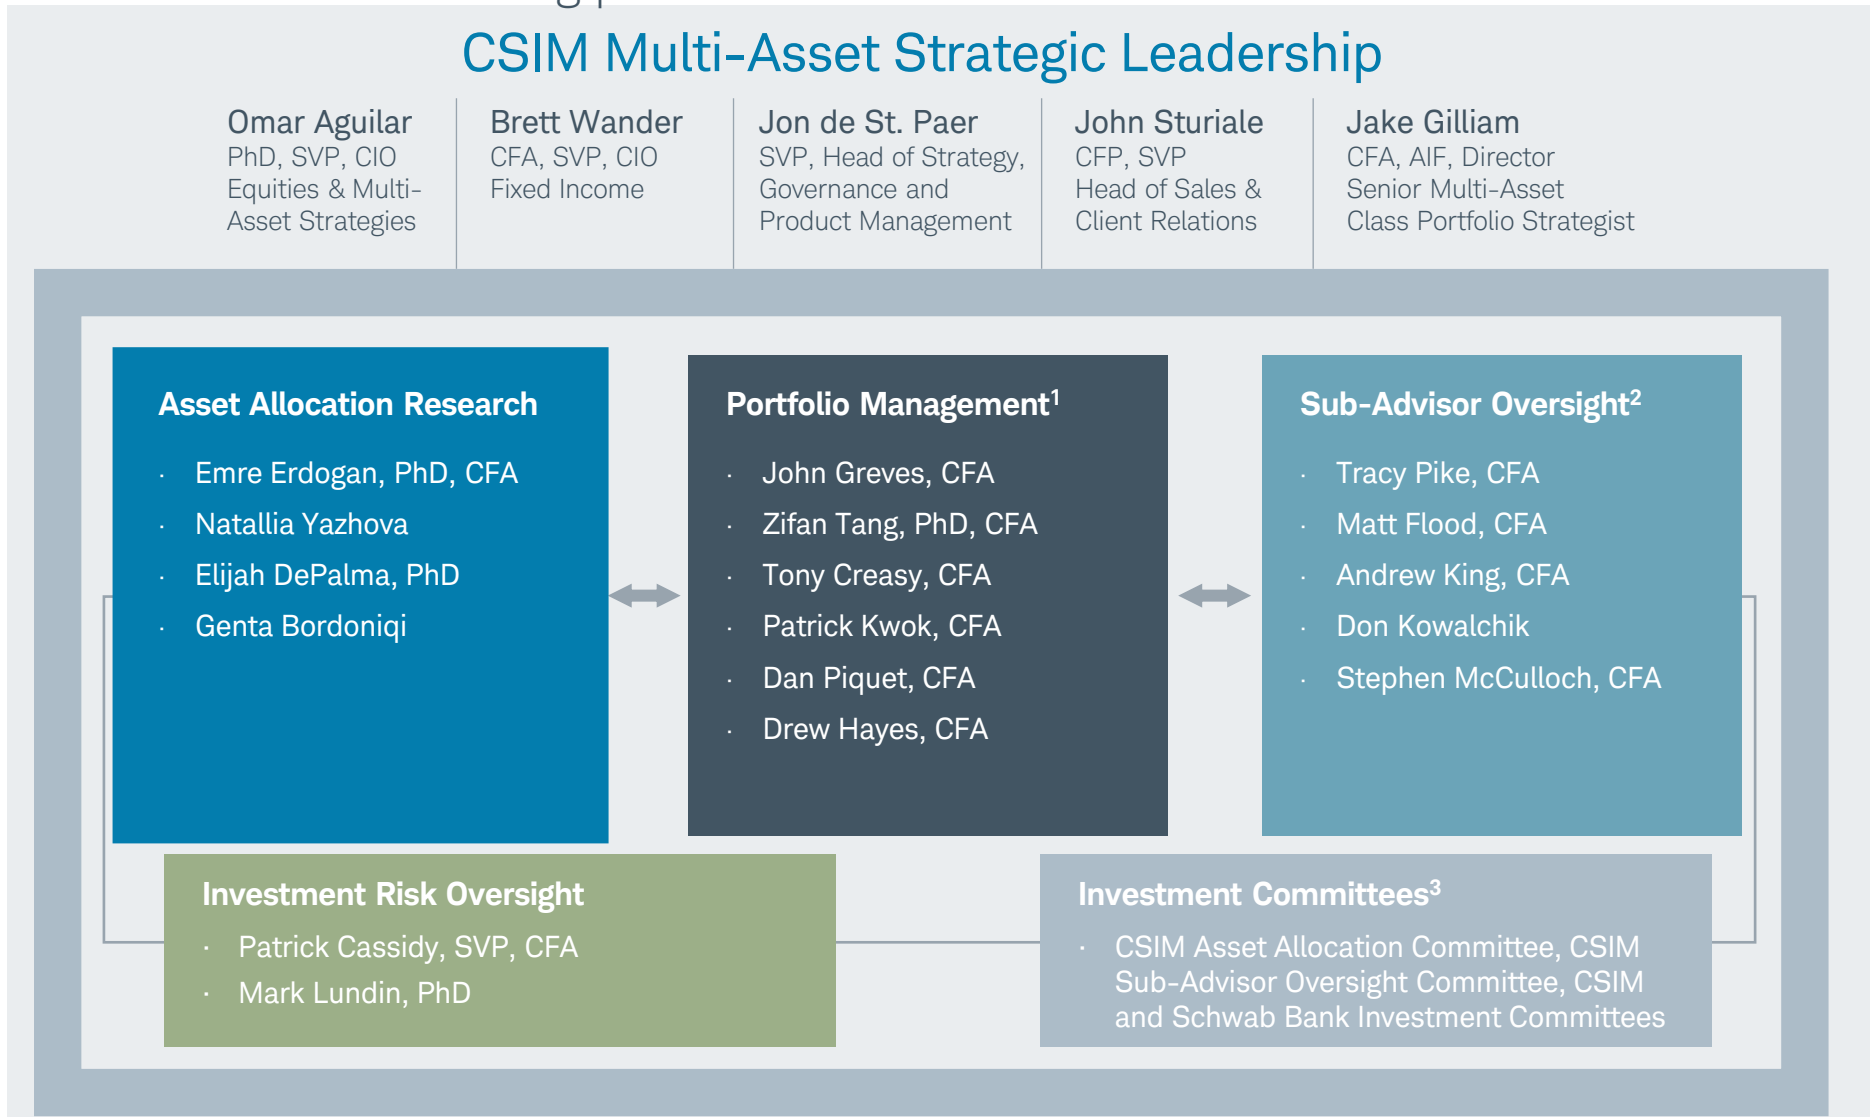 CSIM Multi-Asset Strategic Leadership
Omar Aguilar
PhD, SVP, CIO
Equities & Multi-
Asset Strategies
Brett Wander
CFA, SVP, CIO
Fixed Income
Jon de St. Paer
SVP, Head of Strategy,
Governance and
Product Management
John Sturiale
CFP, SVP
Head of Sales &
Client Relations
Jake Gilliam
CFA, AIF, Director
Senior Multi-Asset
Class Portfolio Strategist
Asset Allocation Research
· Emre Erdogan, PhD, CFA
· Natallia Yazhova
· Elijah DePalma, PhD
· Genta Bordoniqi
Portfolio Management¹
· John Greves, CFA
· Zifan Tang, PhD, CFA
· Tony Creasy, CFA
· Patrick Kwok, CFA
· Dan Piquet, CFA
· Drew Hayes, CFA
Sub-Advisor Oversight²
· Tracy Pike, CFA
· Matt Flood, CFA
· Andrew King, CFA
· Don Kowalchik
· Stephen McCulloch, CFA
Investment Risk Oversight
· Patrick Cassidy, SVP, CFA
· Mark Lundin, PhD
Investment Committees³
· CSIM Asset Allocation Committee, CSIM
Sub-Advisor Oversight Committee, CSIM
and Schwab Bank Investment Committees